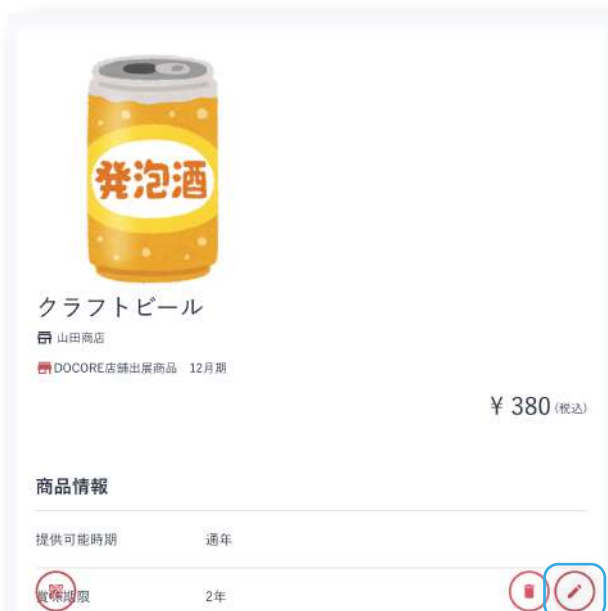 発泡酒
クラフトビール
山田商店
DOCORE店舗出展商品 12月期
¥ 380 (税込)
商品情報
提供可能時期 通年
賞味期限 2年